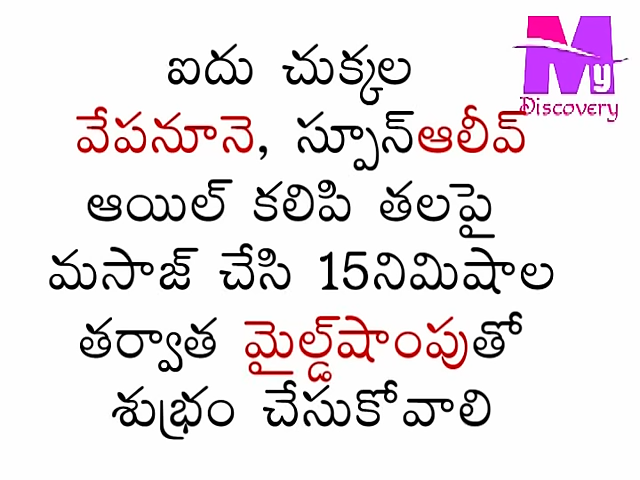 ఐదు చుక్కల
వేపనూనె, స్పూన్ఆలీవ్
ఆయిల్ కలిపి తలపై
మసాజ్ చేసి 15నిమిషాల
తర్వాత మైల్డ్‌షాంపుతో
శుభ్రం చేసుకోవాలి
My
Discovery